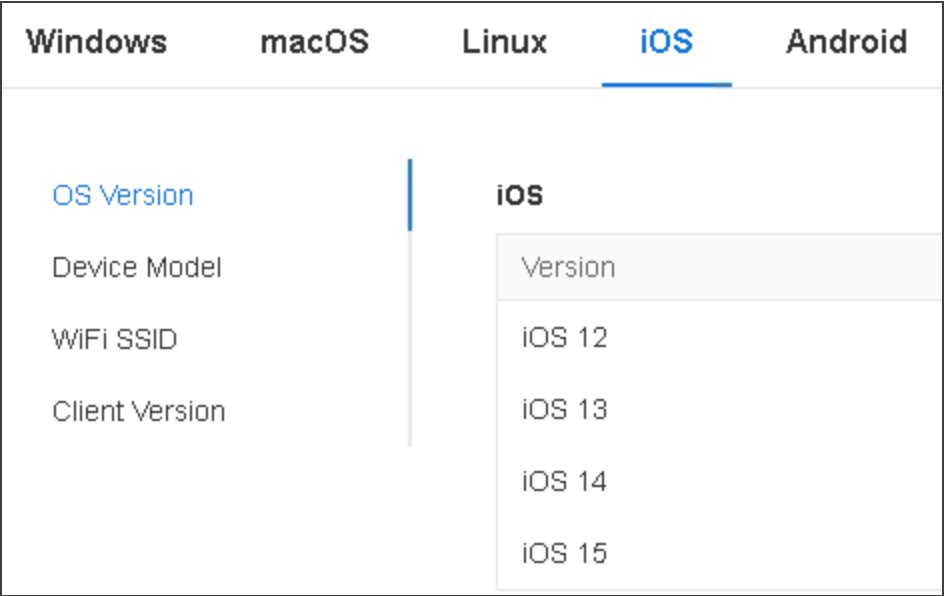 Windows macOS Linux iOS Android
OS Version
Device Model
WiFi SSID
Client Version
iOS
Version
iOS 12
iOS 13
iOS 14
iOS 15